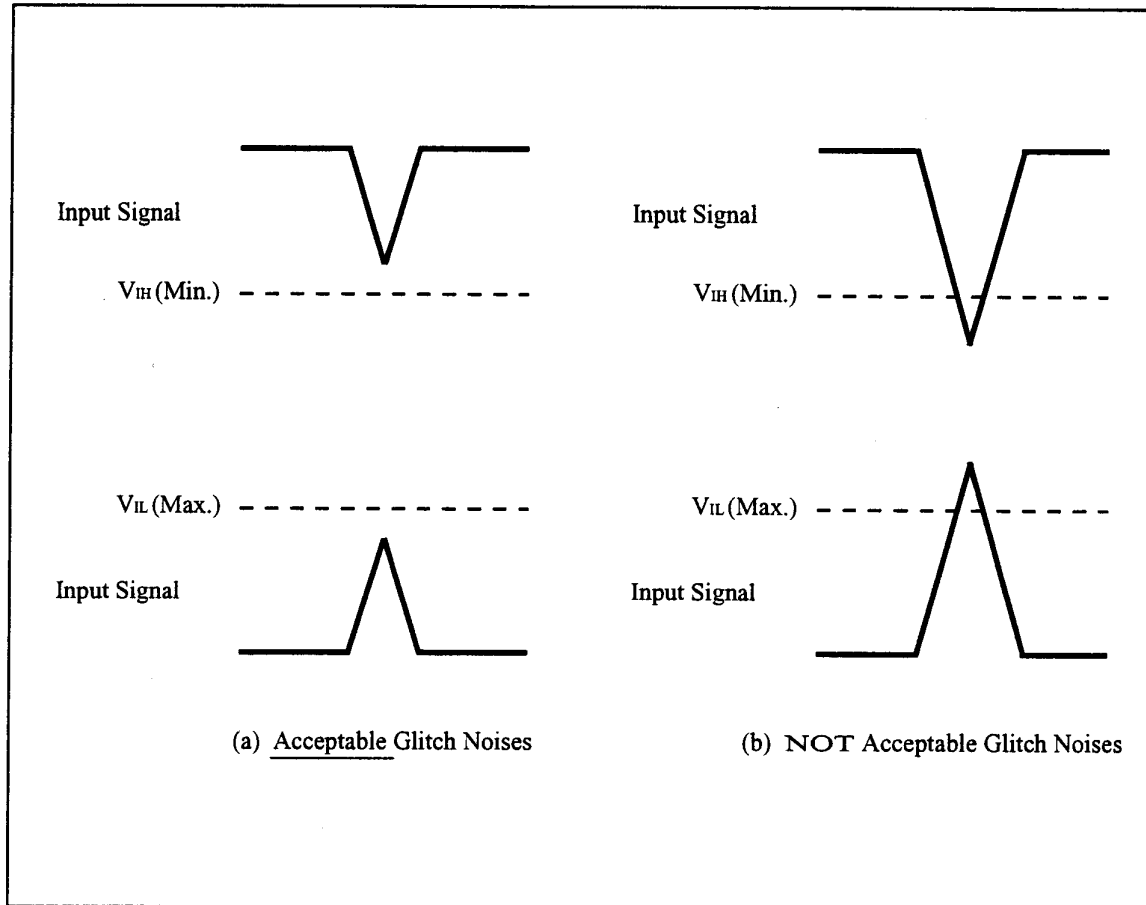 Input Signal
VIH (Min.)
VIL (Max.)
Input Signal
(a) Acceptable Glitch Noises
Input Signal
VIH (Min.)
VIL (Max.)
Input Signal
(b) NOT Acceptable Glitch Noises